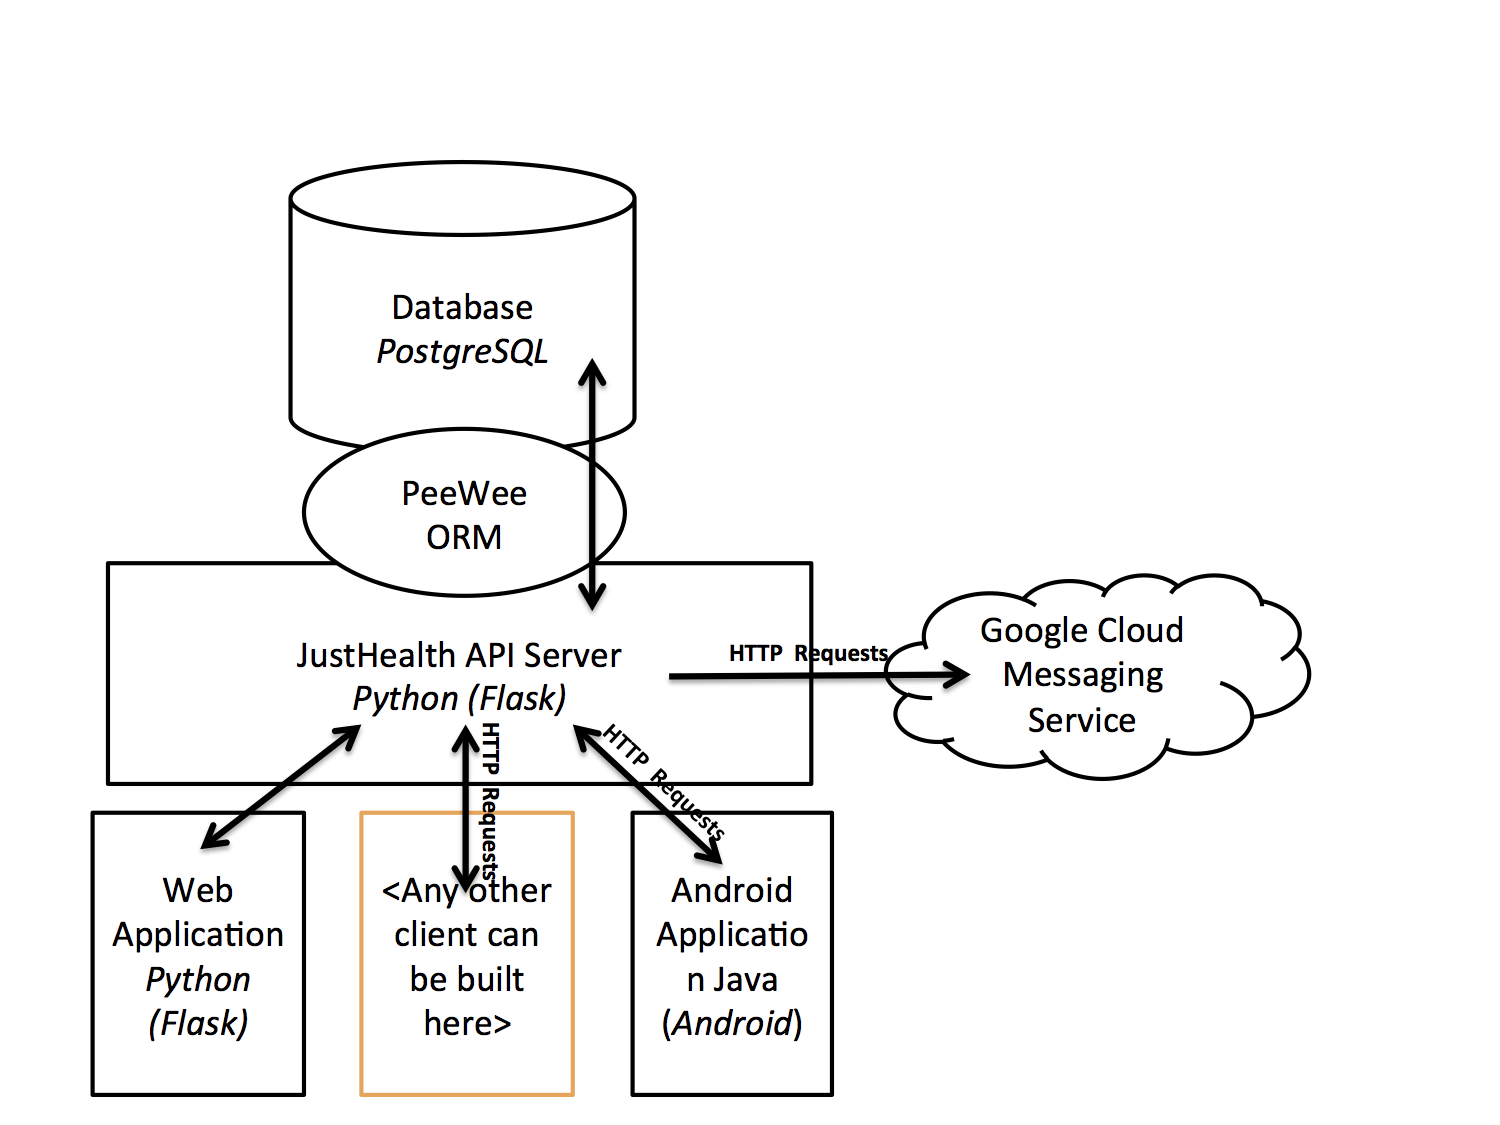 Database
PostgreSQL
PeeWee
ORM
JustHealth API Server
Python (Flask)
HTTP Requests
Google Cloud
Messaging
Service
HTTP Requests
HTTP Requests
Web
Application
Python
(Flask)
<Any other
client can
be built
here>
Android
Applicatio
n Java
(Android)